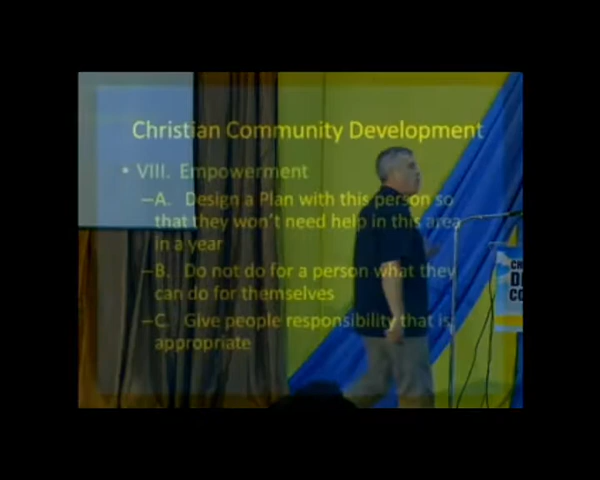 Christian Community Development
• VIII. Empowerment
–A. Design a Plan with this person so
that they won't need help in this area
in a year
–B. Do not do for a person what they
can do for themselves
–C. Give people responsibility that is
appropriate